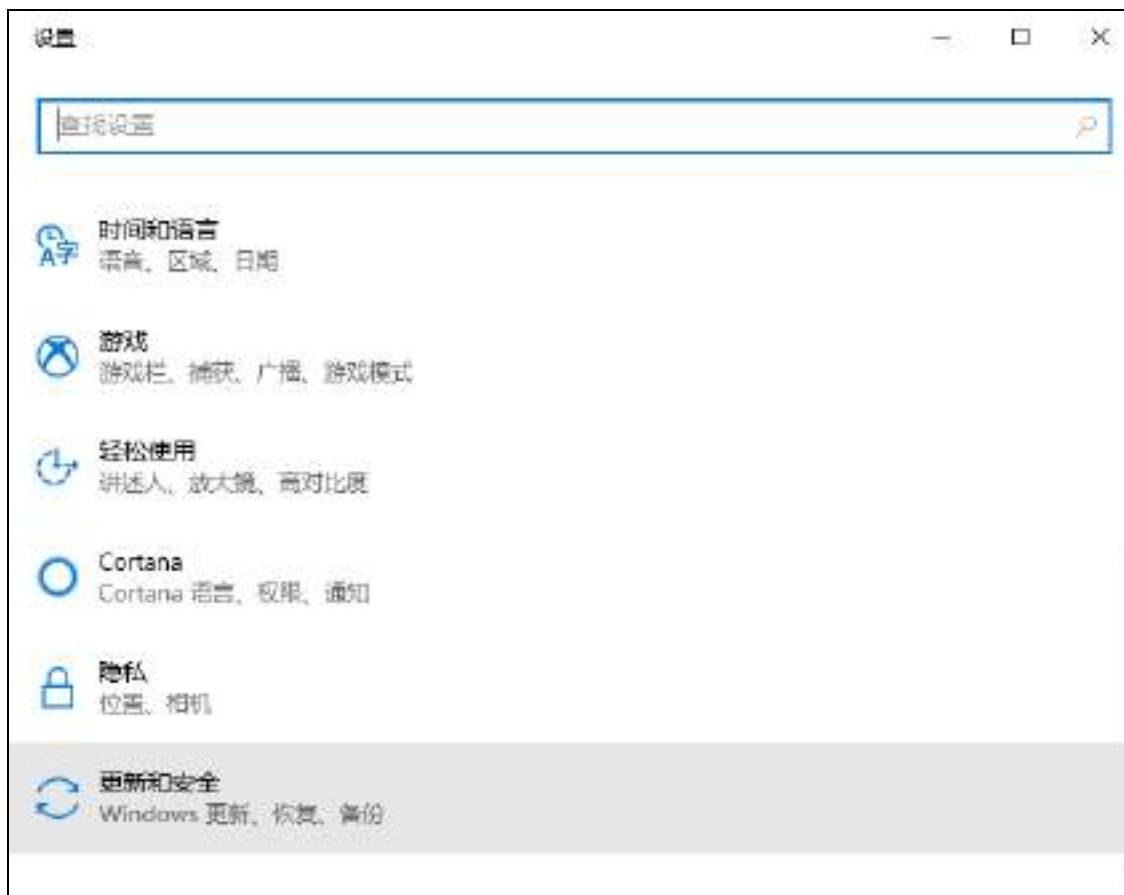 设置
查找设置
时间和语言
语音、区域、日期
游戏
游戏栏、捕获、广播、游戏模式
轻松使用
讲述人、放大镜、高对比度
Cortana
Cortana 语言、权限、通知
隐私
位置、相机
更新和安全
Windows 更新、恢复、备份